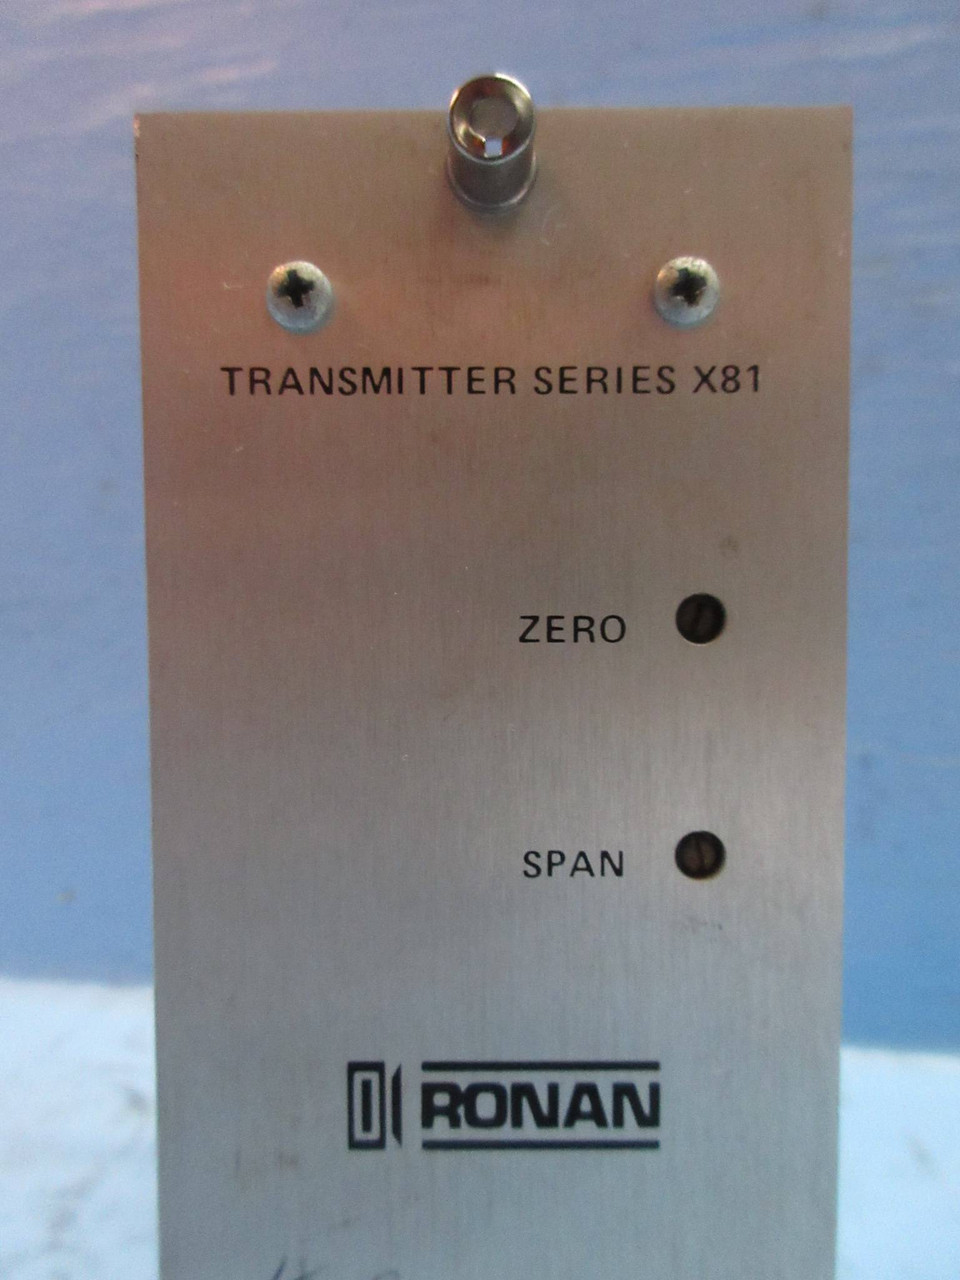 TRANSMITTER SERIES X81
ZERO
SPAN
RONAN